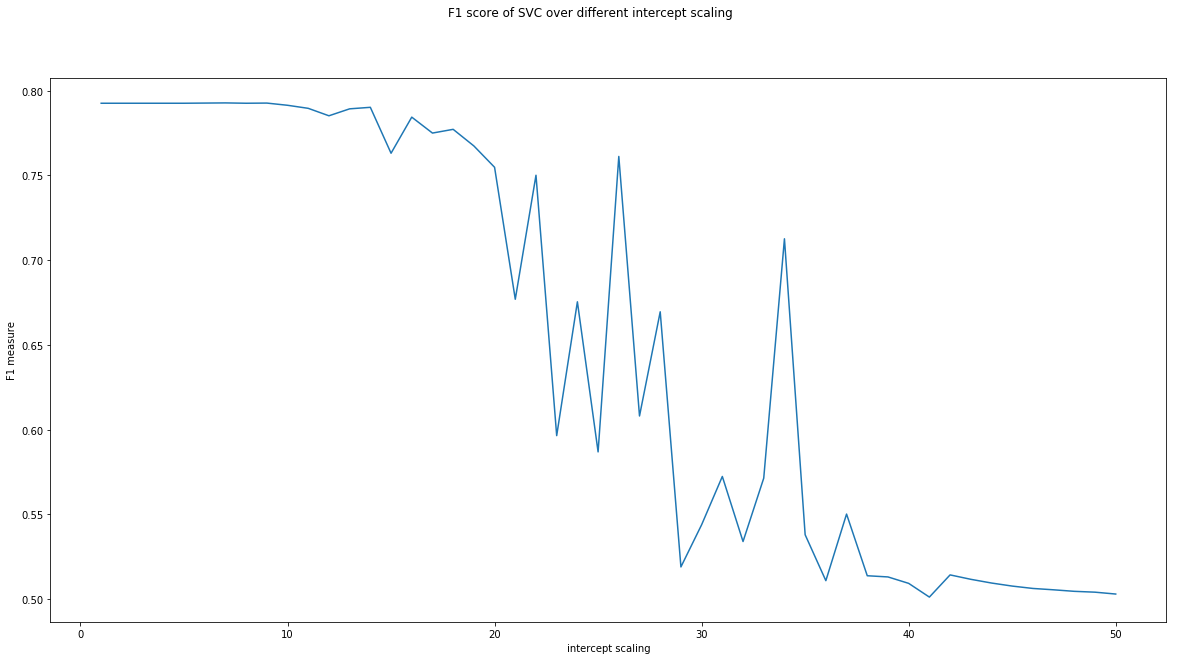 F1 score of SVC over different intercept scaling
0.80
0.75
0.70
0.65
0.60
0.55
0.50
F1 measure
0 10 20 30 40 50
intercept scaling